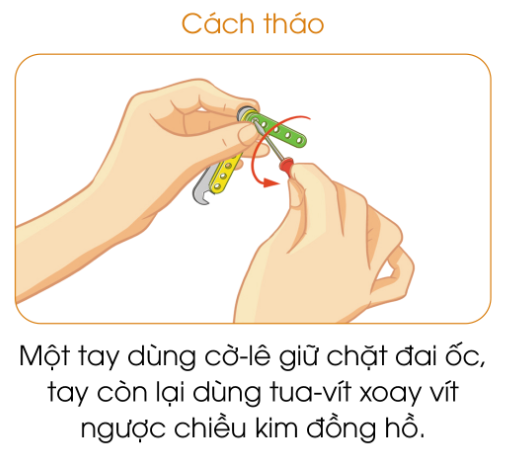 Cách tháo
Một tay dùng cờ-lê giữ chặt đai ốc,
tay còn lại dùng tua-vít xoay vít
ngược chiều kim đồng hồ.